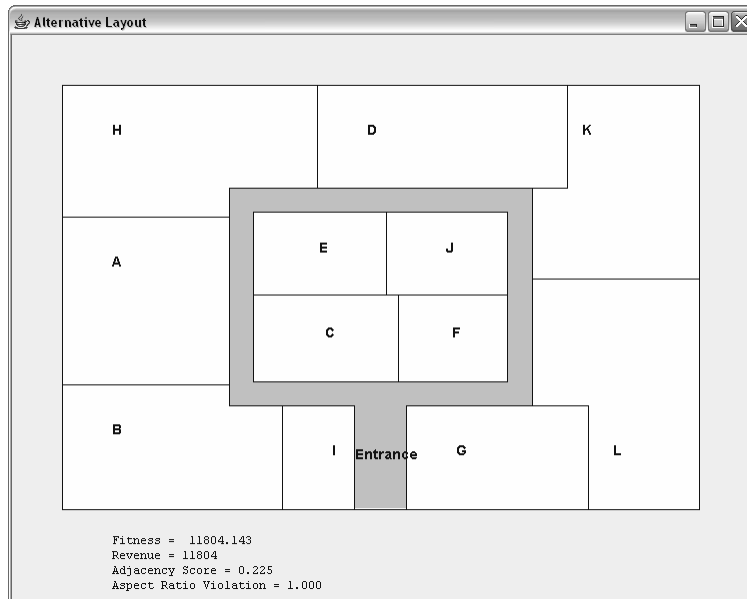 Alternative Layout
H D K
E J
A
C F
B
I Entrance G L
Fitness = 11804.143
Revenue = 11804
Adjacency Score = 0.225
Aspect Ratio Violation = 1.000